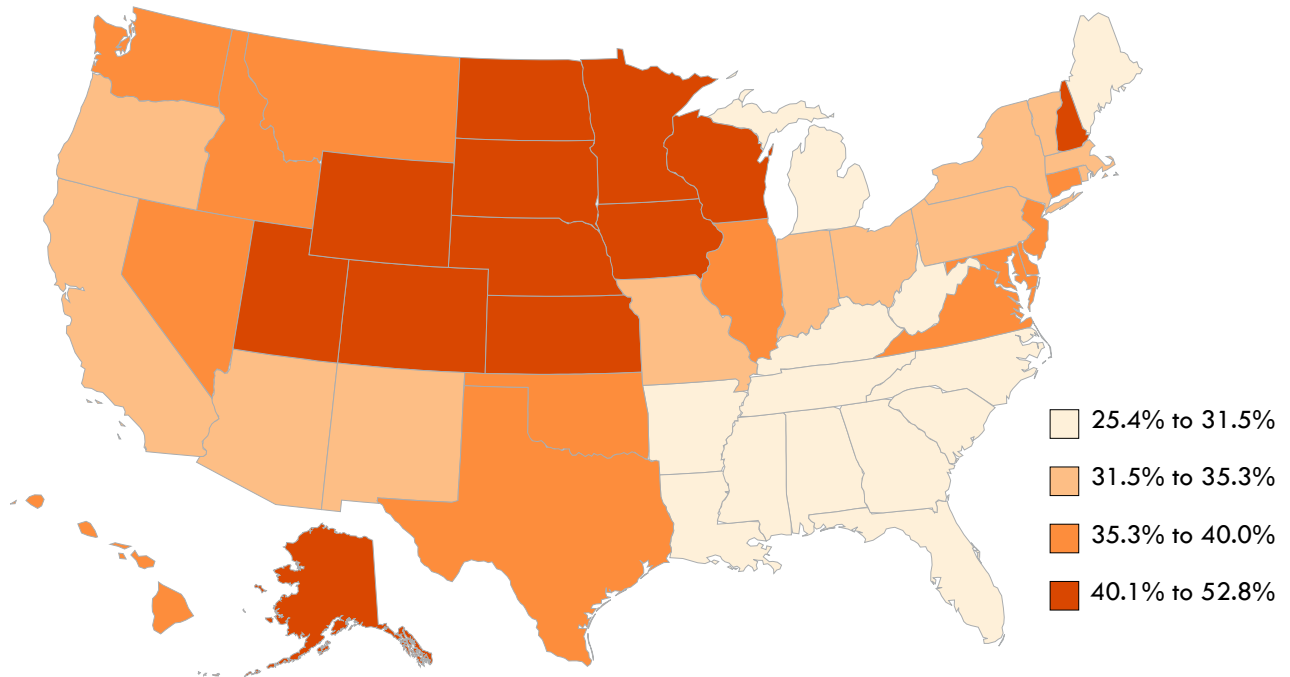 25.4% to 31.5%
31.5% to 35.3%
35.3% to 40.0%
40.1% to 52.8%